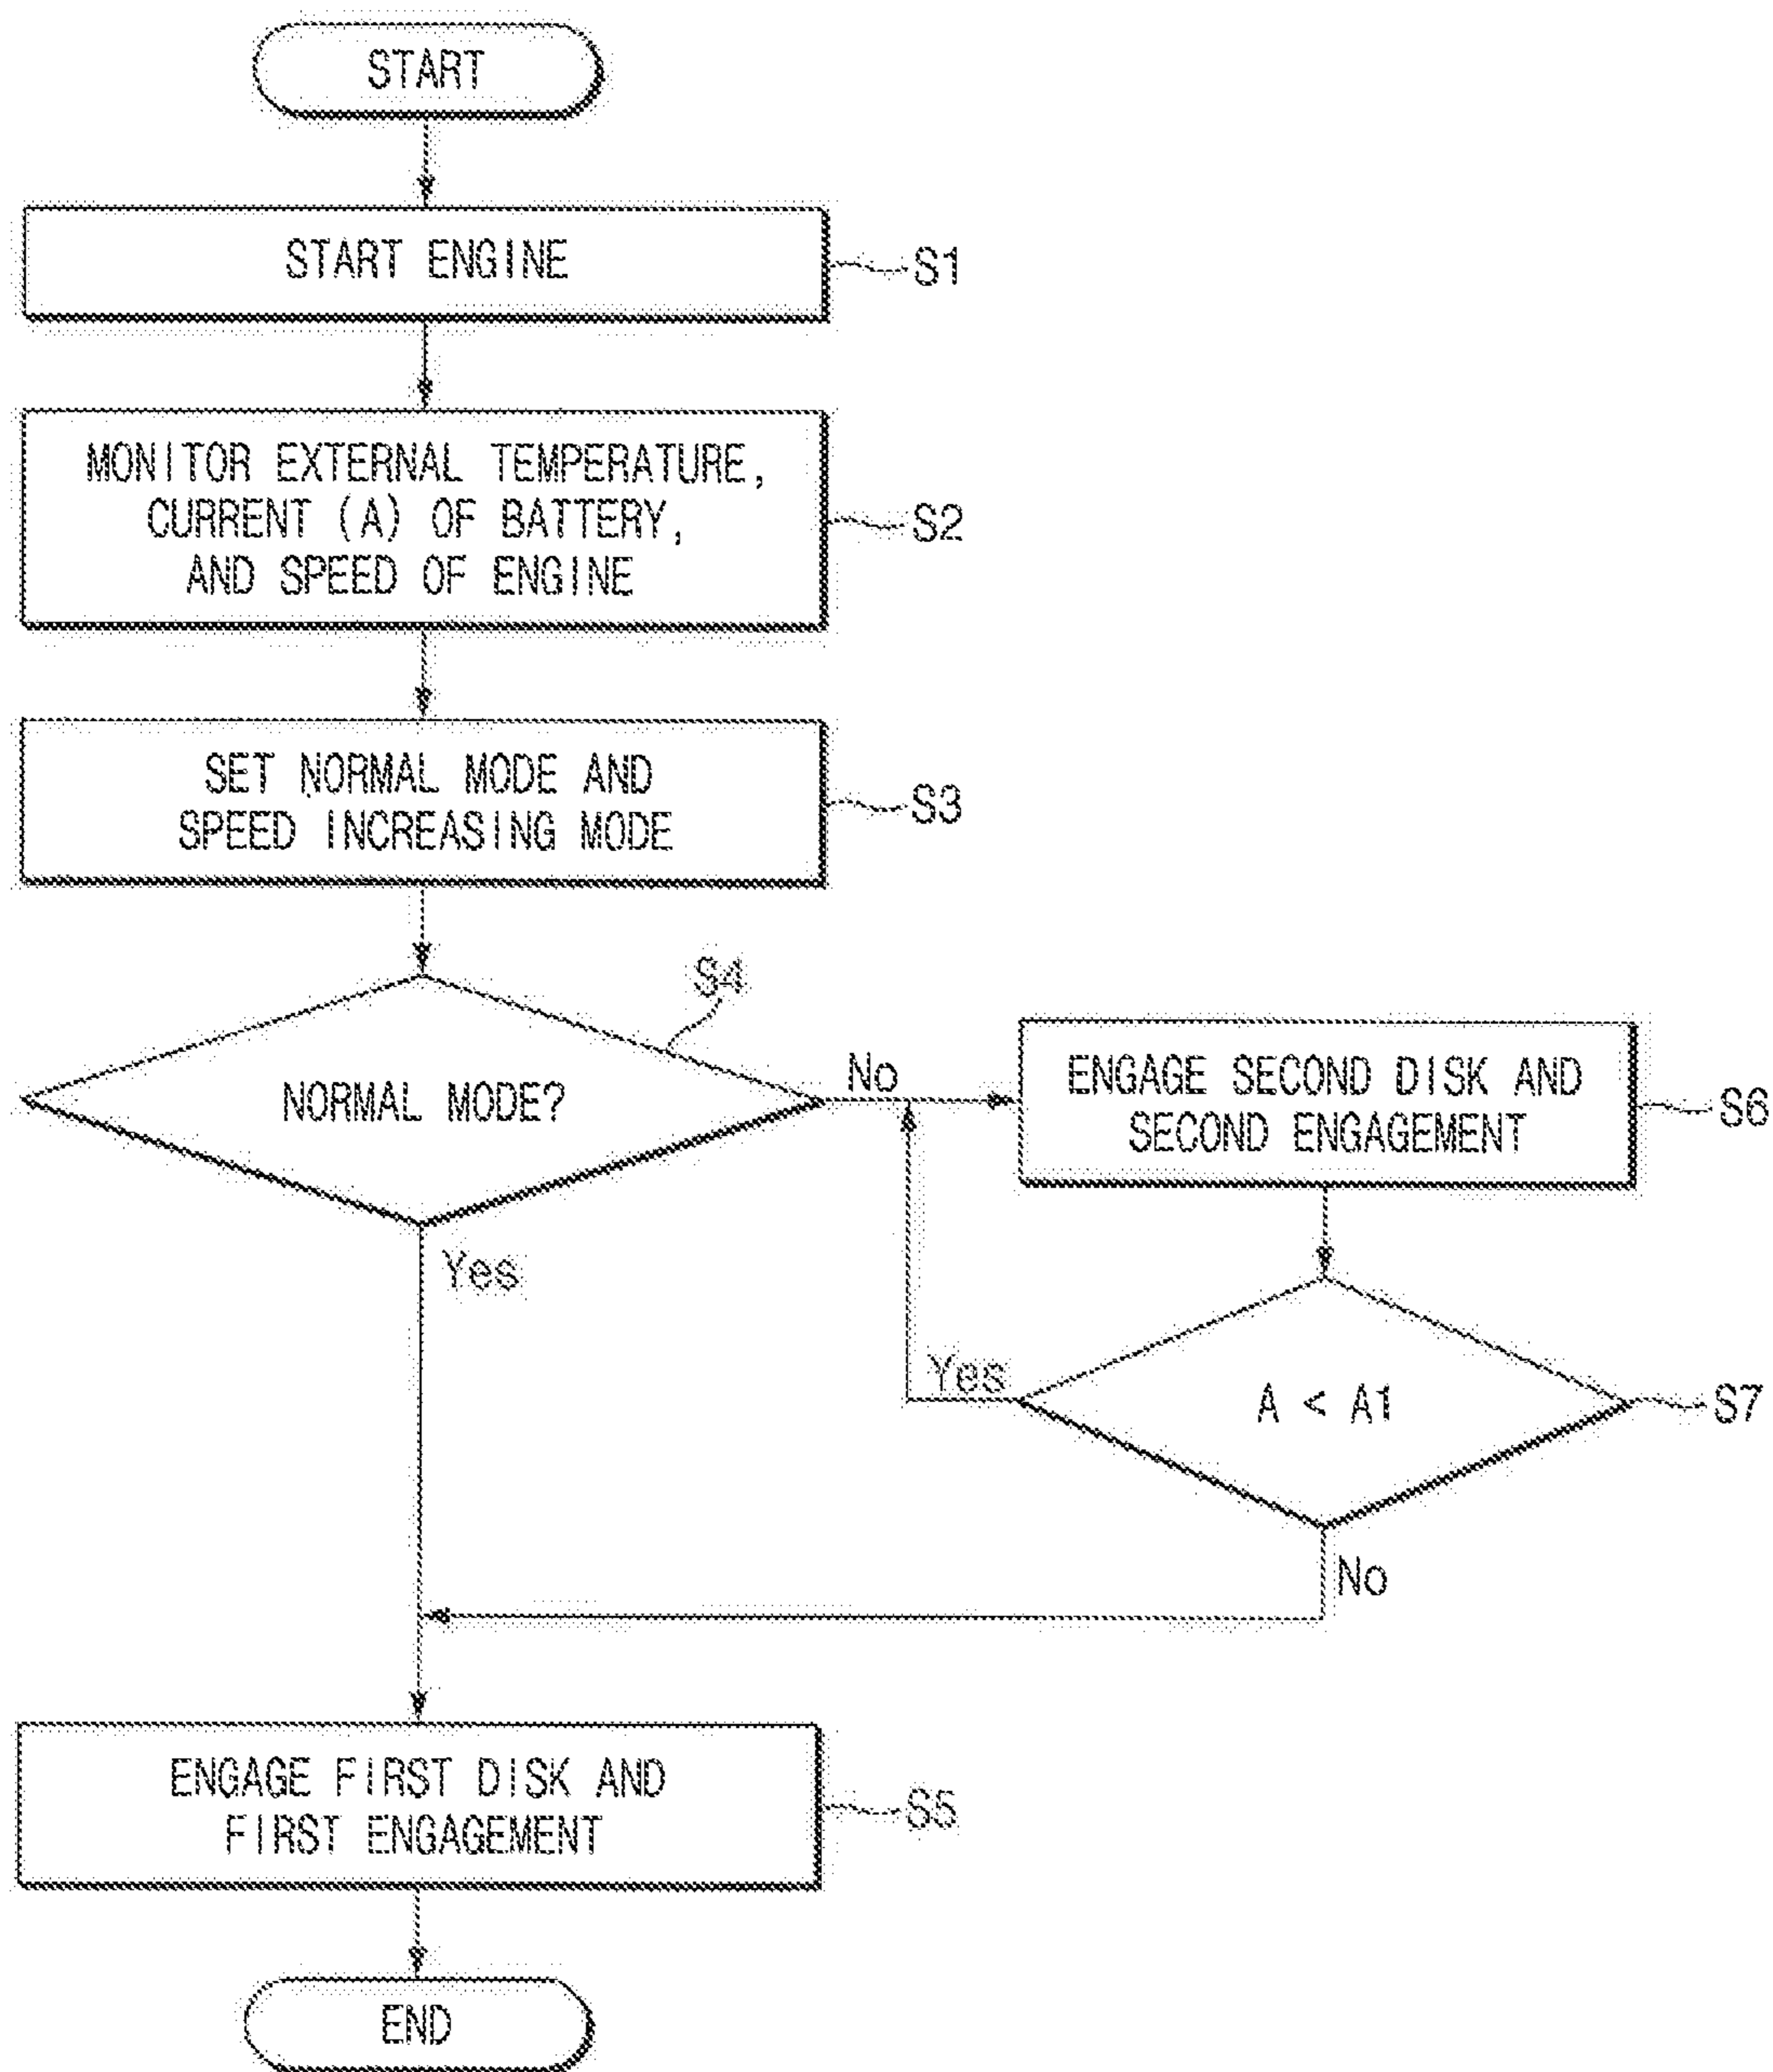 START
START ENGINE
S1
MONITOR EXTERNAL TEMPERATURE,
CURRENT (A) OF BATTERY,
AND SPEED OF ENGINE
S2
SET NORMAL MODE AND
SPEED INCREASING MODE
S3
S4
NORMAL MODE?
No
ENGAGE SECOND DISK AND
SECOND ENGAGEMENT
S6
Yes
Yes
A < A1
S7
No
ENGAGE FIRST DISK AND
FIRST ENGAGEMENT
S5
END